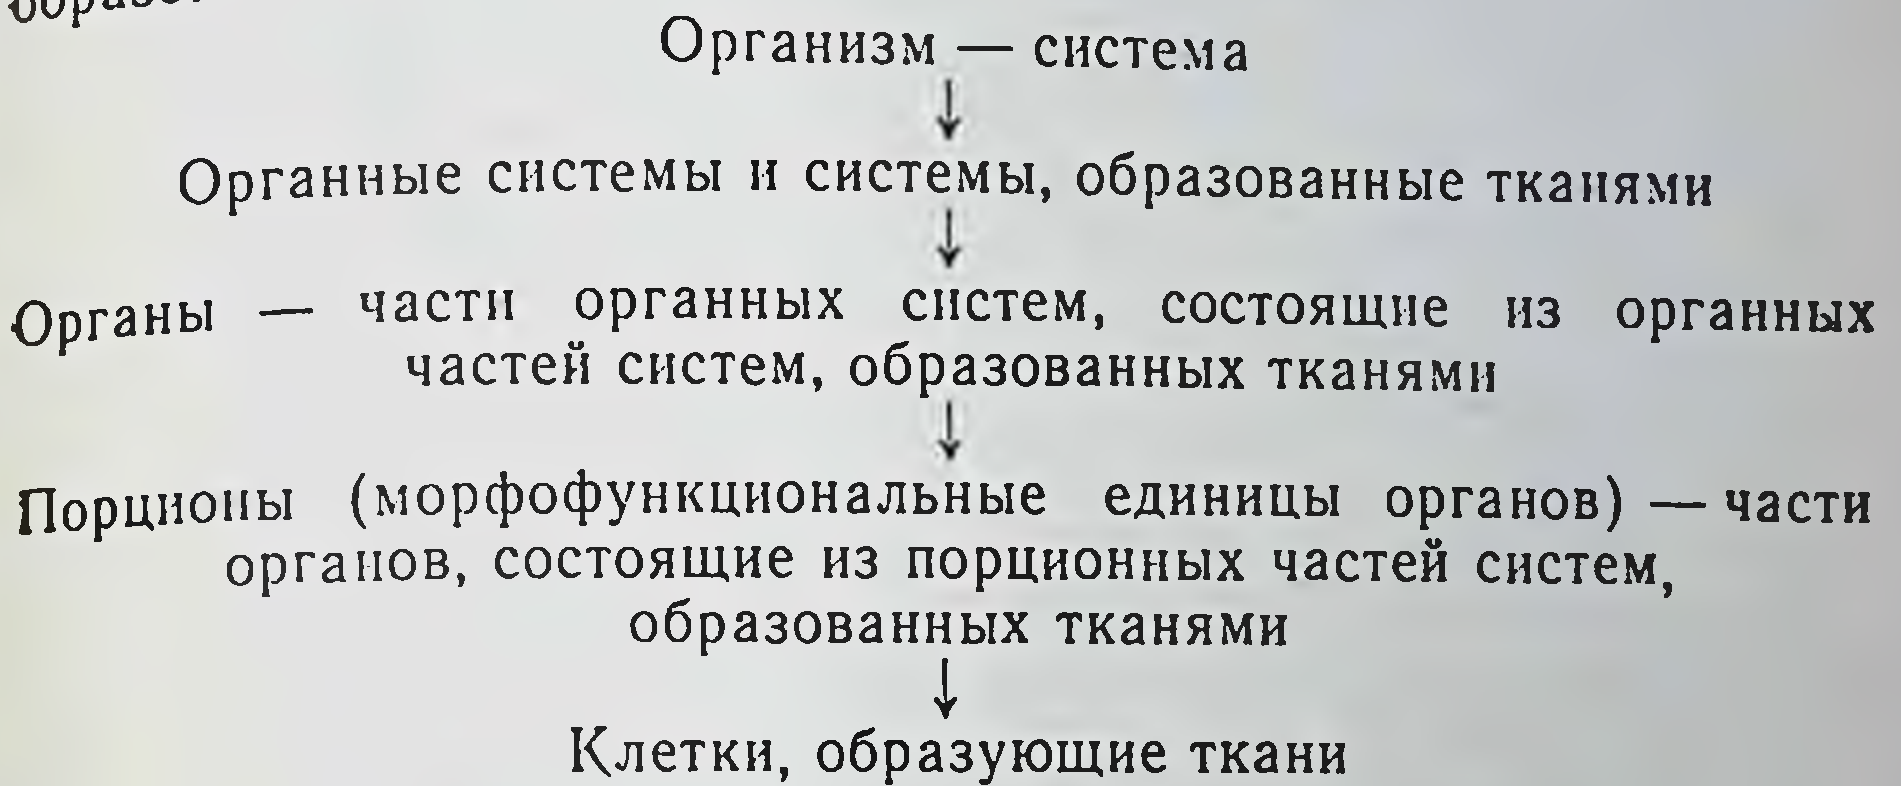 Организм — система
↓
Органные системы и системы, образованные тканями
↓
Органы — части органных систем, состоящие из органных
частей систем, образованных тканями
↓
Порционы (морфофункциональные единицы органов) — части
органов, состоящие из порционных частей систем,
образованных тканями
↓
Клетки, образующие ткани